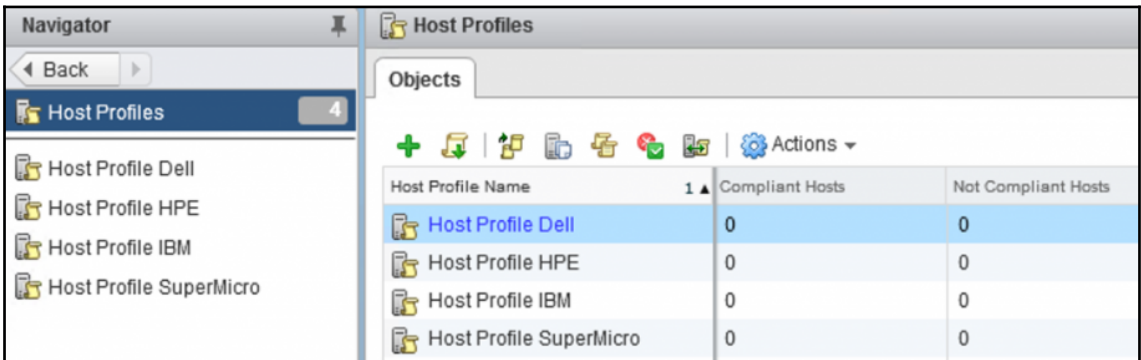 Navigator
Back
Host Profiles 4
Host Profile Dell
Host Profile HPE
Host Profile IBM
Host Profile SuperMicro
Host Profiles
Objects
Actions
Host Profile Name 1 Compliant Hosts Not Compliant Hosts
Host Profile Dell 0 0
Host Profile HPE 0 0
Host Profile IBM 0 0
Host Profile SuperMicro 0 0